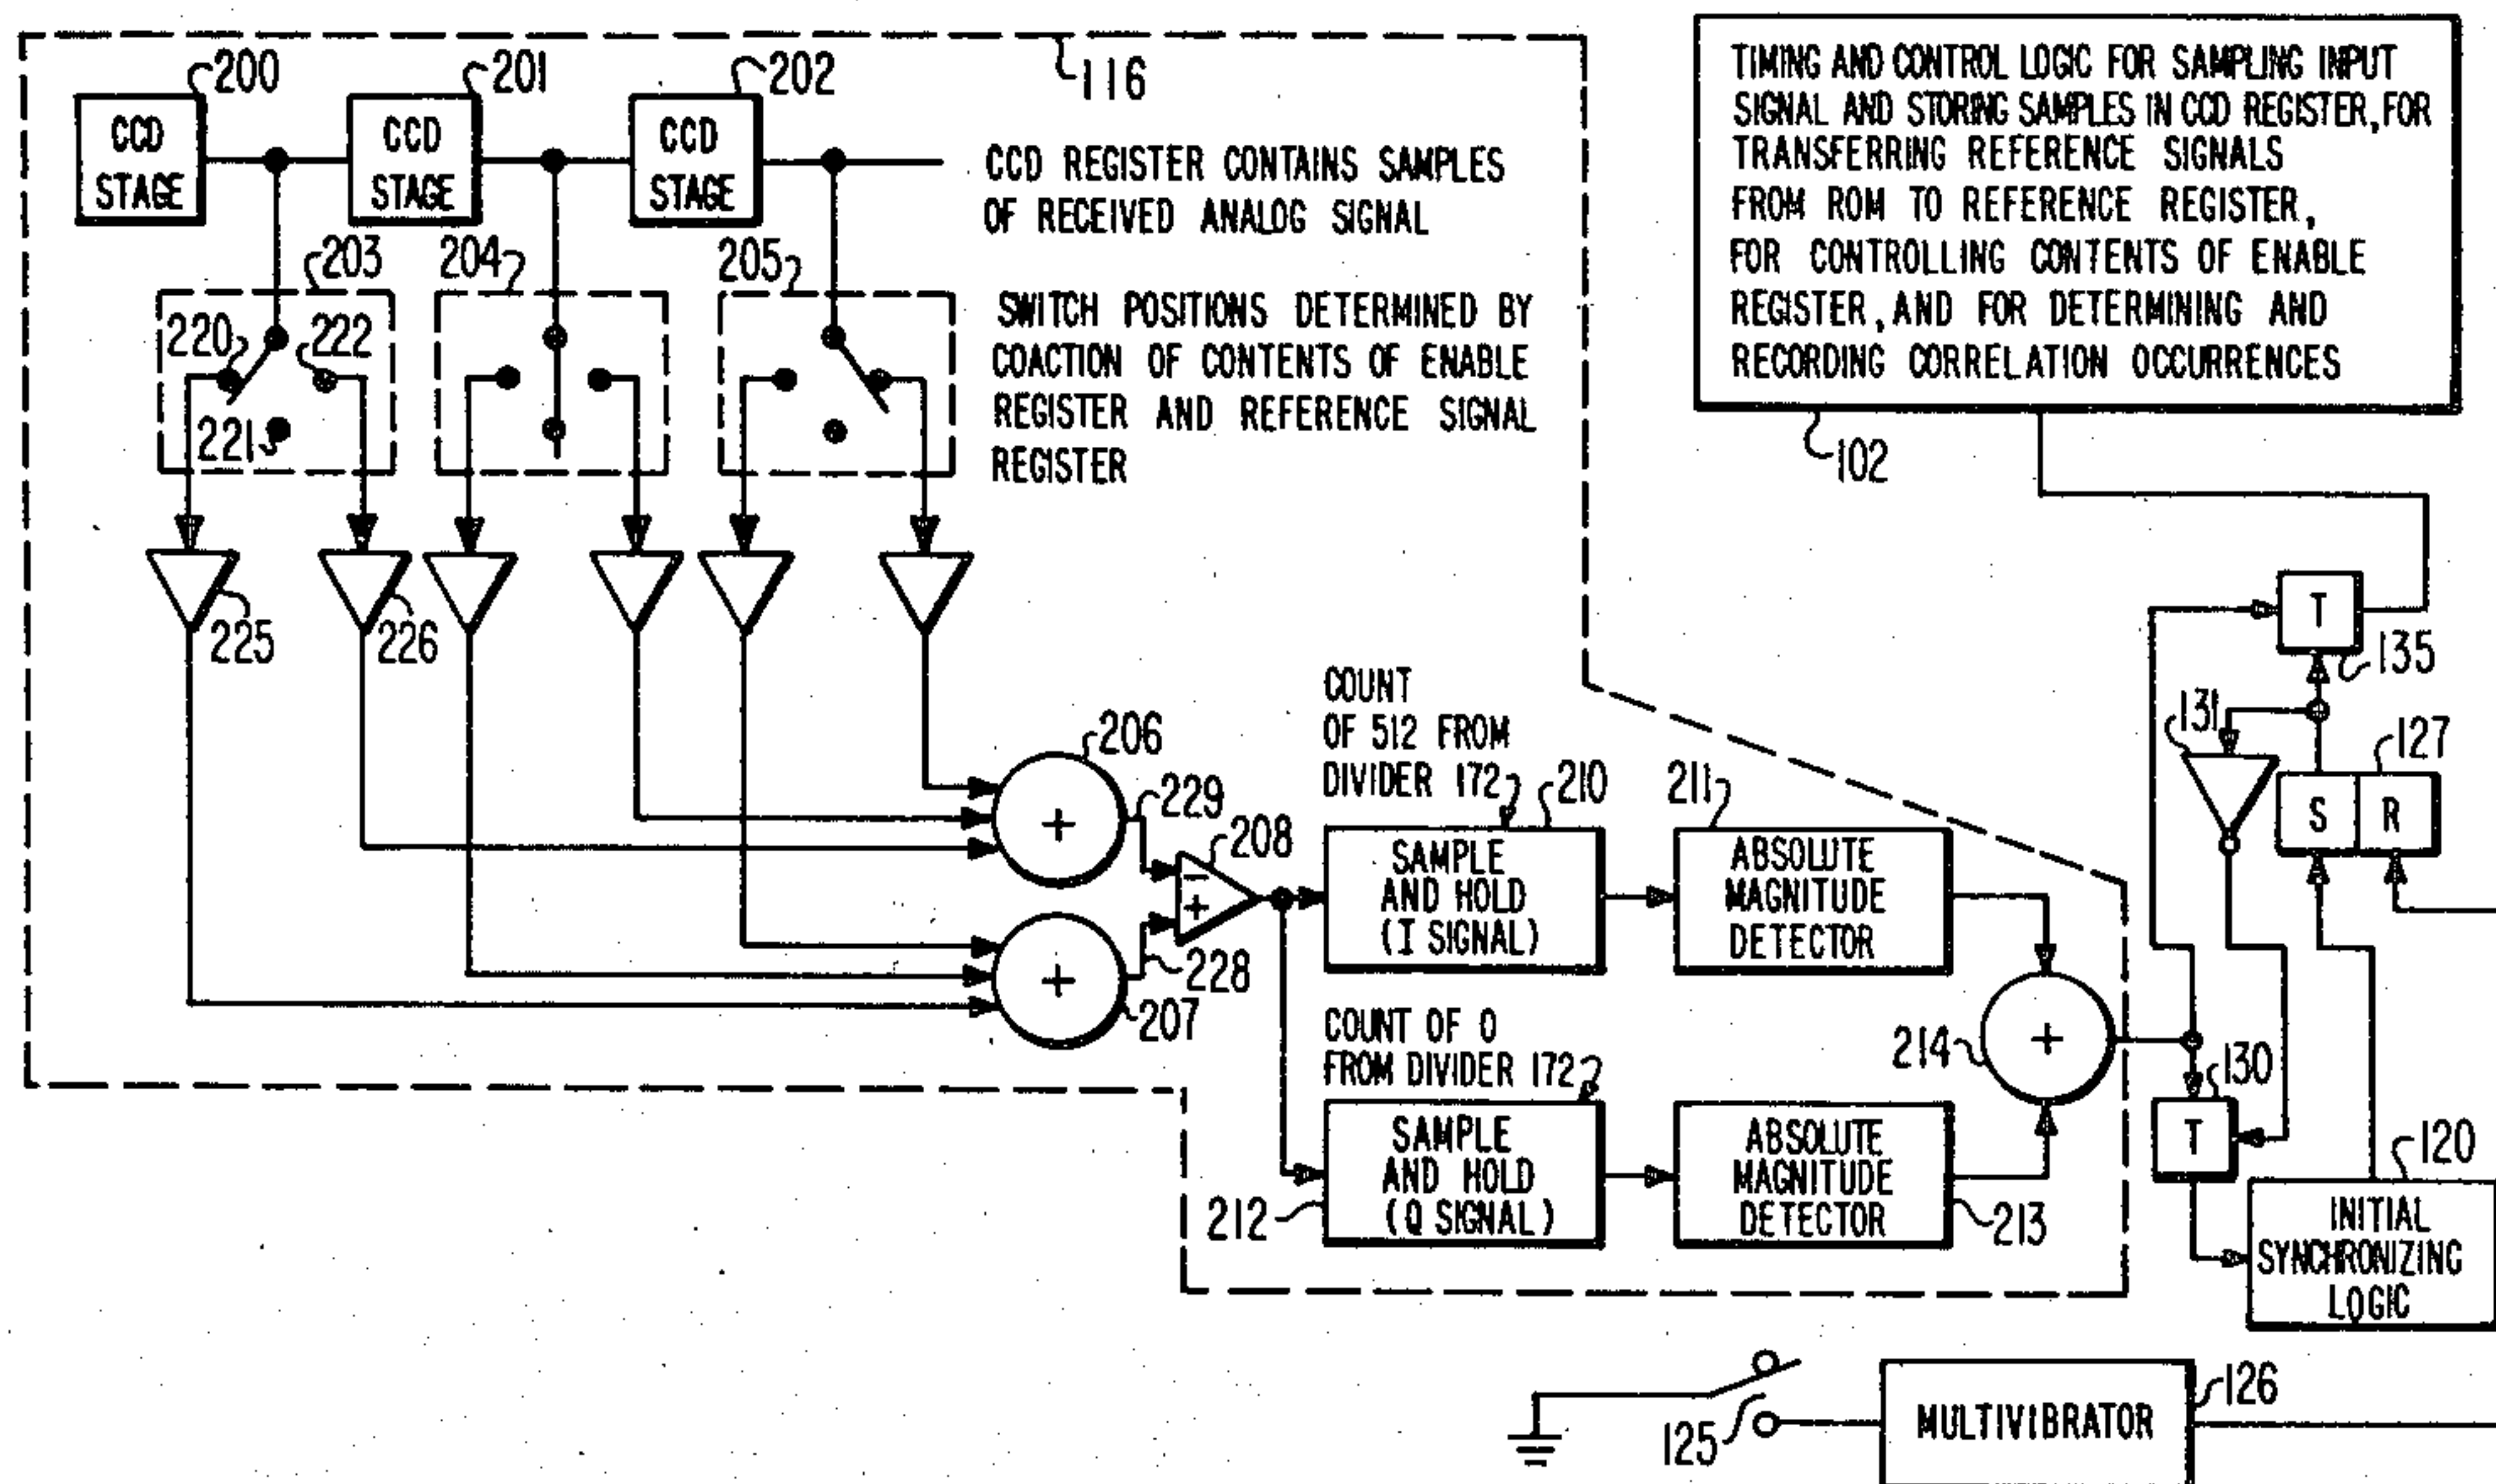 200
201
202
116
CCD
STAGE
CCD
STAGE
CCD
STAGE
CCD REGISTER CONTAINS SAMPLES
OF RECEIVED ANALOG SIGNAL
TIMING AND CONTROL LOGIC FOR SAMPLING INPUT
SIGNAL AND STORING SAMPLES IN CCD REGISTER, FOR
TRANSFERRING REFERENCE SIGNALS
FROM ROM TO REFERENCE REGISTER,
FOR CONTROLLING CONTENTS OF ENABLE
REGISTER, AND FOR DETERMINING AND
RECORDING CORRELATION OCCURRENCES
102
203
204
205
220
222
221
SWITCH POSITIONS DETERMINED BY
COACTION OF CONTENTS OF ENABLE
REGISTER AND REFERENCE SIGNAL
REGISTER
225
226
T
135
131
127
S
R
206
+
229
208
-
+
228
+
207
COUNT
OF 512 FROM
DIVIDER 172
210
SAMPLE
AND HOLD
(I SIGNAL)
211
ABSOLUTE
MAGNITUDE
DETECTOR
COUNT OF 0
FROM DIVIDER 172
SAMPLE
AND HOLD
(Q SIGNAL)
212
ABSOLUTE
MAGNITUDE
DETECTOR
213
214
+
130
T
120
INITIAL
SYNCHRONIZING
LOGIC
125
MULTIVIBRATOR
126